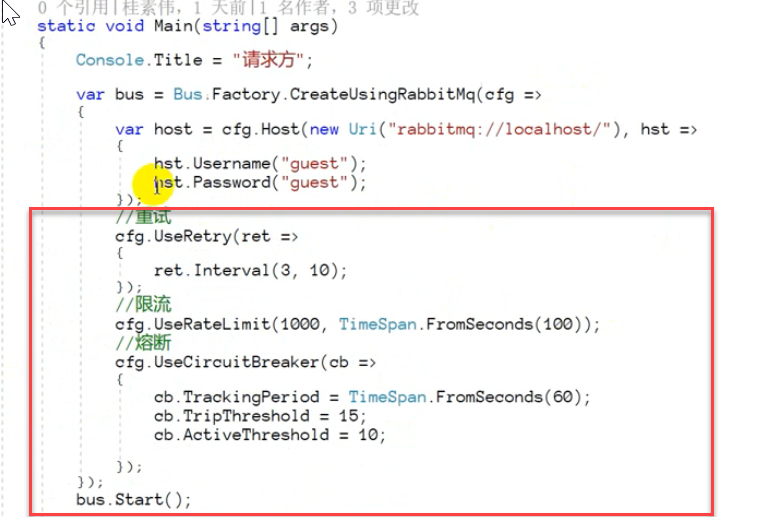 0 个引用|桂素伟，1 天前|1 名作者，3 项更改
static void Main(string[] args)
{
Console.Title = "请求方";
var bus = Bus.Factory.CreateUsingRabbitMq(cfg =>
{
var host = cfg.Host(new Uri("rabbitmq://localhost/"), hst =>
{
hst.Username("guest");
hst.Password("guest");
});
//重试
cfg.UseRetry(ret =>
{
ret.Interval(3, 10);
});
//限流
cfg.UseRateLimit(1000, TimeSpan.FromSeconds(100));
//熔断
cfg.UseCircuitBreaker(cb =>
{
cb.TrackingPeriod = TimeSpan.FromSeconds(60);
cb.TripThreshold = 15;
cb.ActiveThreshold = 10;
});
});
bus.Start();